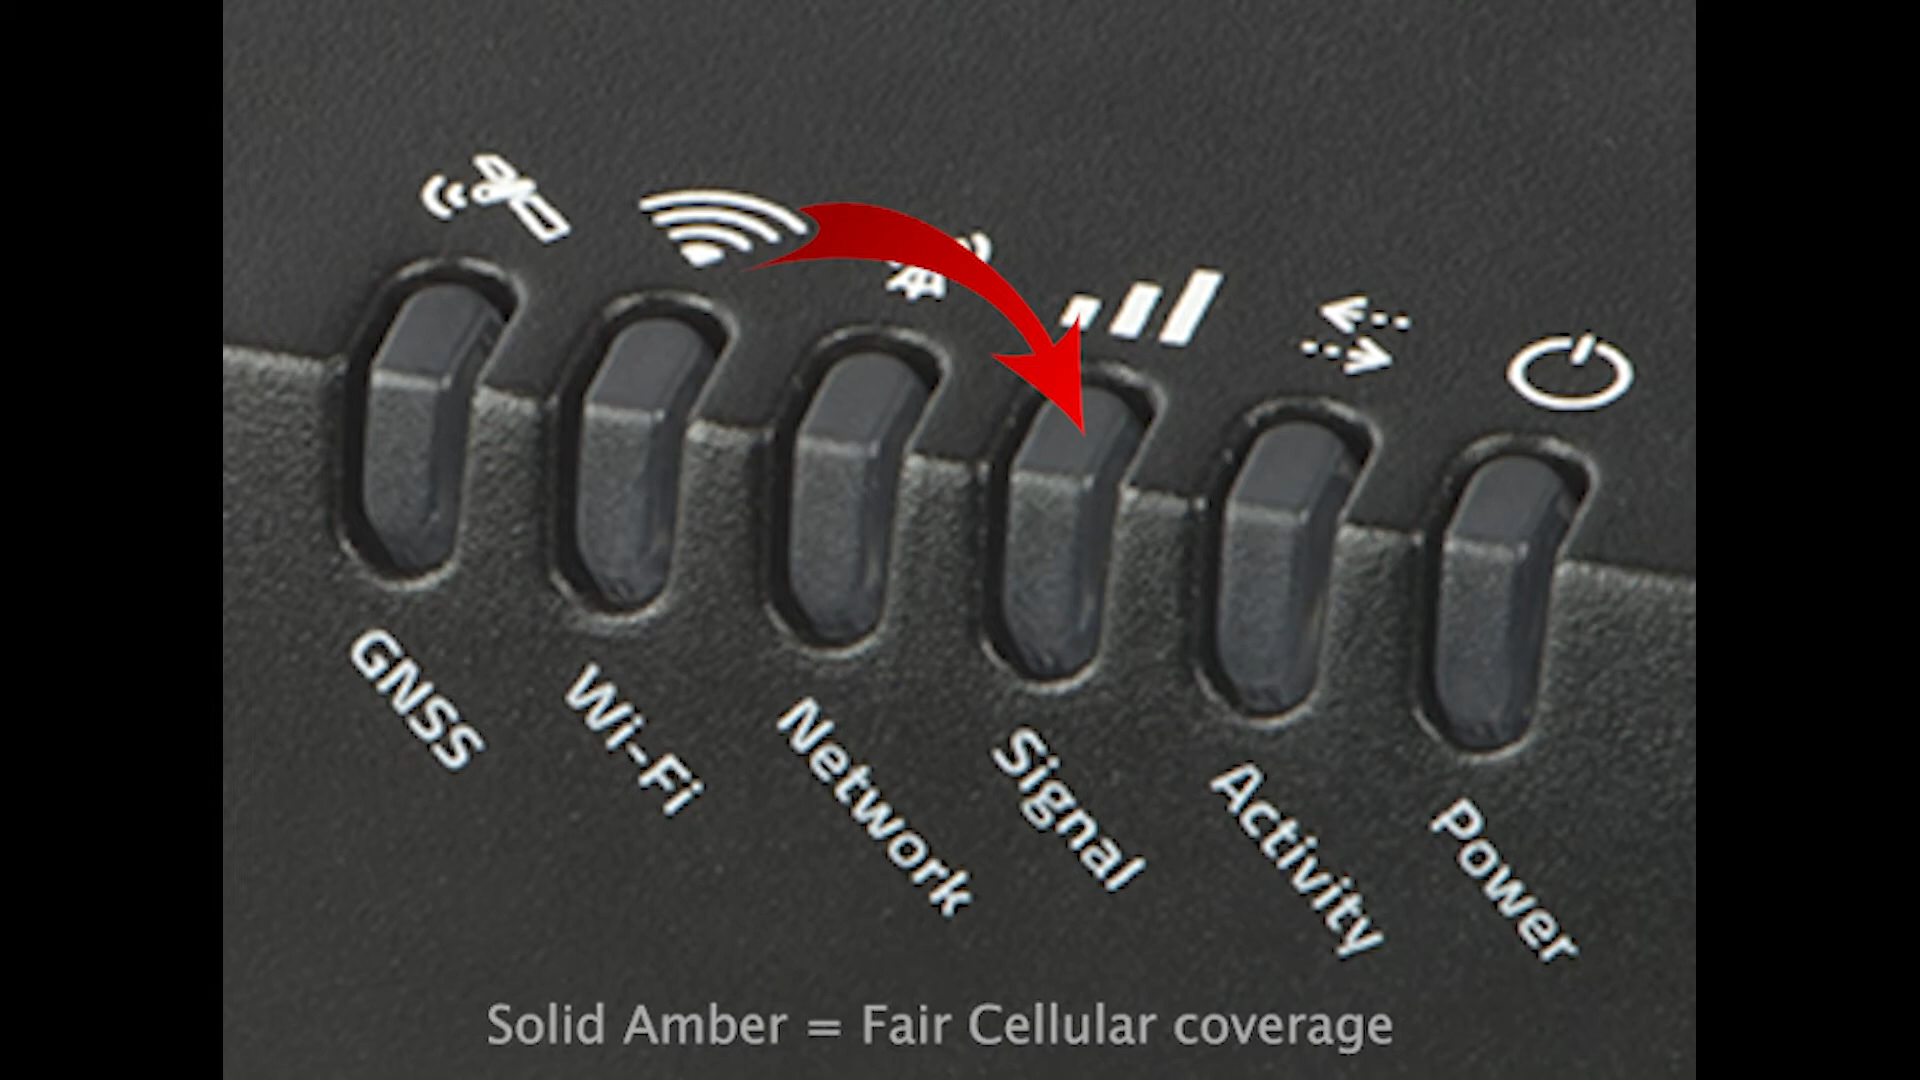 GNSS
Wi-Fi
Network
Signal
Activity
Power
Solid Amber = Fair Cellular coverage